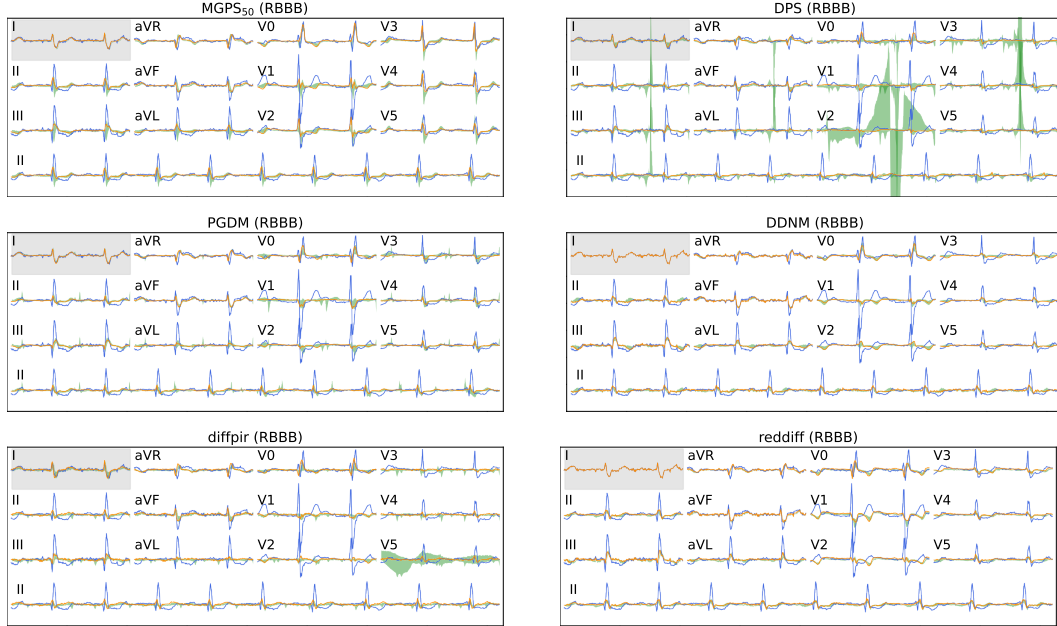 MGPS₅₀ (RBBB)
I aVR V0 V3
II aVF V1 V4
III aVL V2 V5
II
DPS (RBBB)
I aVR V0 V3
II aVF V1 V4
III aVL V2 V5
II
PGDM (RBBB)
I aVR V0 V3
II aVF V1 V4
III aVL V2 V5
II
DDNM (RBBB)
I aVR V0 V3
II aVF V1 V4
III aVL V2 V5
II
diffpir (RBBB)
I aVR V0 V3
II aVF V1 V4
III aVL V2 V5
II
reddiff (RBBB)
I aVR V0 V3
II aVF V1 V4
III aVL V2 V5
II